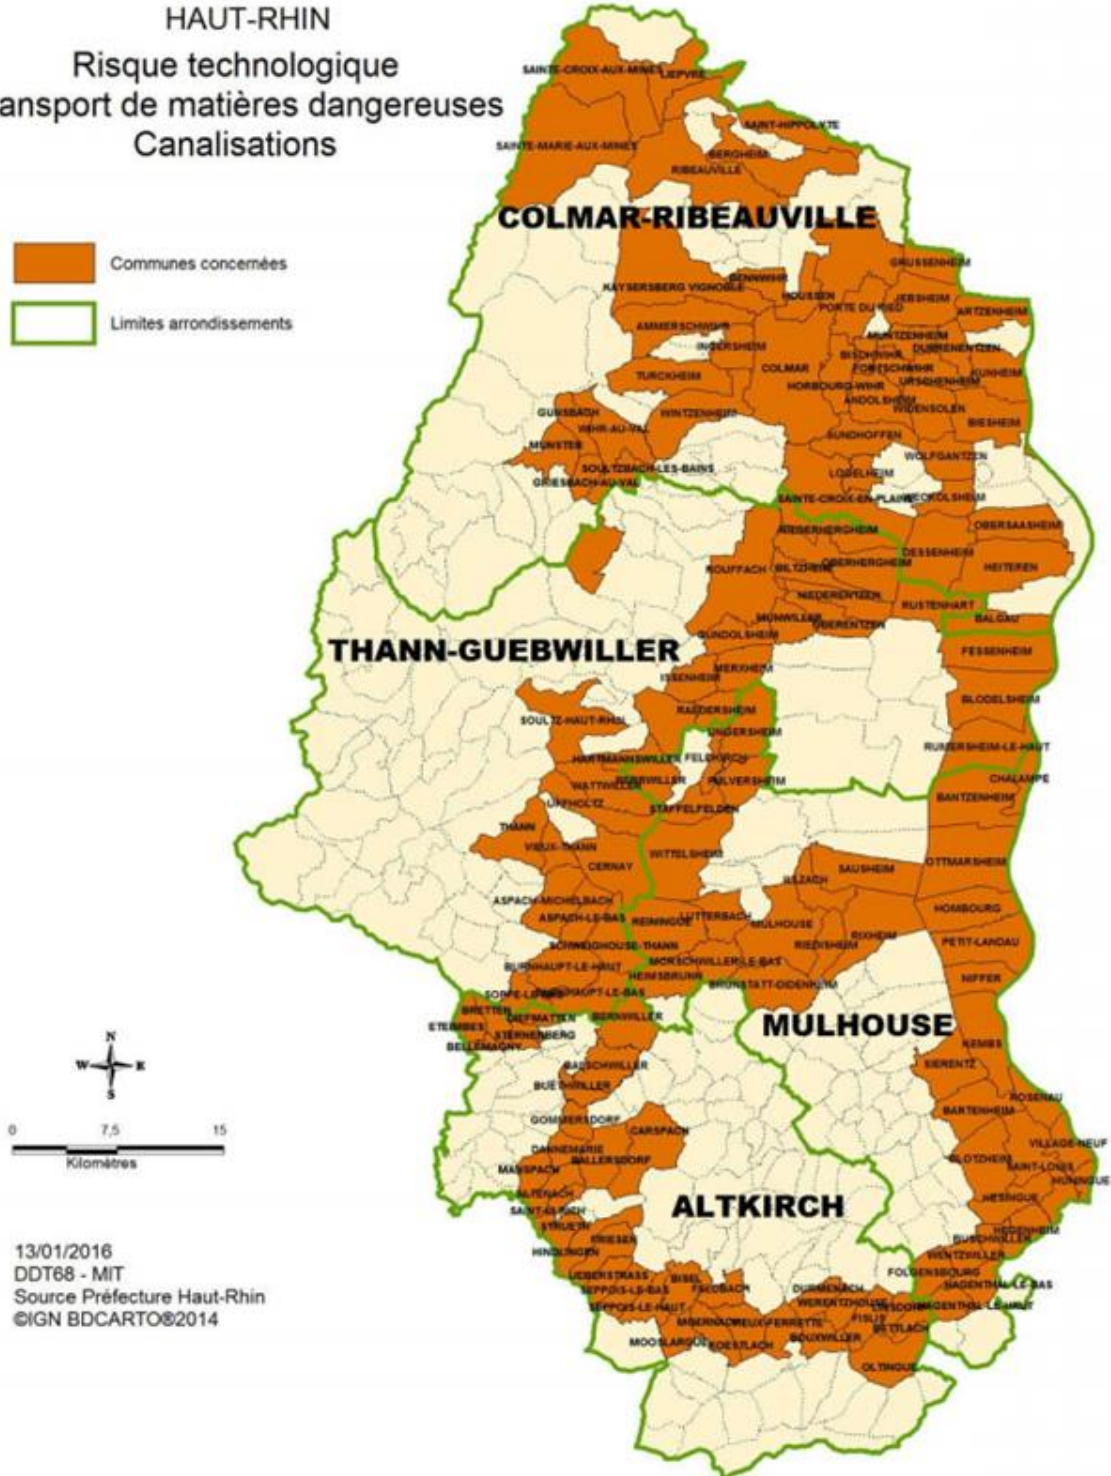 HAUT-RHIN
Risque technologique
ansport de matières dangereuses
Canalisations
Communes concernées
Limites arrondissements
SAINTE-CROIX-AUX-MINES
LIEPVRE
SAINT-HIPPOLYTE
SAINTE-MARIE-AUX-MINES
BERGHEIM
RIBEAUVILLE
COLMAR-RIBEAUVILLE
GRUSSENHEIM
BENNWIHR
KAYSERSBERG VIGNOBLE
HOUSSEN
JEBSHEIM
PORTE DU RIED
ARTZENHEIM
AMMERSCHWIHR
MUNTZENHEIM
INGERSHEIM
DURRENENTZEN
BISCHWIHR
COLMAR
FORTSCHWIHR
KUNHEIM
TURCKHEIM
URSCHENHEIM
HORBOURG-WIHR
ANDOLSHEIM
WIDENSOLEN
GUNSBACH
WINTZENHEIM
BIESHEIM
WIHR-AU-VAL
SUNDHOFFEN
MUNSTER
WOLFGANTZEN
SOULTZBACH-LES-BAINS
LOGELHEIM
GRIESBACH-AU-VAL
SAINTE-CROIX-EN-PLAINE
WECKOLSHEIM
OBERSAASHEIM
NIEDERHERGHEIM
DESSENHEIM
OBERHERGHEIM
ROUFFACH
BILTZHEIM
HEITEREN
NIEDERENTZEN
RUSTENHART
MUNWILLER
BALGAU
OBERENTZEN
GUNDOLSHEIM
THANN-GUEBWILLER
FESSENHEIM
MERXHEIM
ISSENHEIM
BLODELSHEIM
RAEDERSHEIM
SOULTZ-HAUT-RHIN
UNGERSHEIM
RUMERSHEIM-LE-HAUT
HARTMANNSWILLER
FELDKIRCH
CHALAMPE
BERRWILLER
PULVERSHEIM
WATTWILLER
BANTZENHEIM
UFFHOLTZ
STAFFELFELDEN
THANN
VIEUX-THANN
WITTELSHEIM
OTTMARSHEIM
CERNAY
SAUSHEIM
ILLZACH
ASPACH-MICHELBACH
HOMBOURG
ASPACH-LE-BAS
REININGUE
LUTTERBACH
MULHOUSE
RIXHEIM
PETIT-LANDAU
SCHWEIGHOUSE-THANN
RIEDISHEIM
MORSCHWILLER-LE-BAS
BURNHAUPT-LE-HAUT
HEIMSBRUNN
NIFFER
BRUNSTATT-DIDENHEIM
BURNHAUPT-LE-BAS
BRETTEN
DIEFMATTEN
BERNWILLER
ETEIMBES
MULHOUSE
STERNENBERG
BELLEMAGNY
KEMBS
SIERENTZ
BALSCHWILLER
BUETHWILLER
ROSENAU
BARTENHEIM
GOMMERSDORF
CARSPACH
VILLAGE-NEUF
DANNEMARIE
BALLERSDORF
BLOTZHEIM
SAINT-LOUIS
MANSPACH
HUNINGUE
ALTENACH
HESINGUE
ALTKIRCH
SAINT-ULRICH
STRUETH
HEGENHEIM
FRIESEN
BUSCHWILLER
HINDLINGEN
WENTZWILLER
FOLGENSBOURG
UEBERSTRASS
BISEL
HAGENTHAL-LE-BAS
SEPPOIS-LE-BAS
FELDBACH
DURMENACH
SEPPOIS-LE-HAUT
WERENTZHOUSE
HAGENTHAL-LE-HAUT
FISLIS
MOERNACH
VIEUX-FERRETTE
BETTLACH
MOOSLARGUE
KOESTLACH
BOUXWILLER
OLTINGUE
N
W
E
S
0
7,5
15
Kilomètres
13/01/2016
DDT68 - MIT
Source Préfecture Haut-Rhin
©IGN BDCARTO®2014